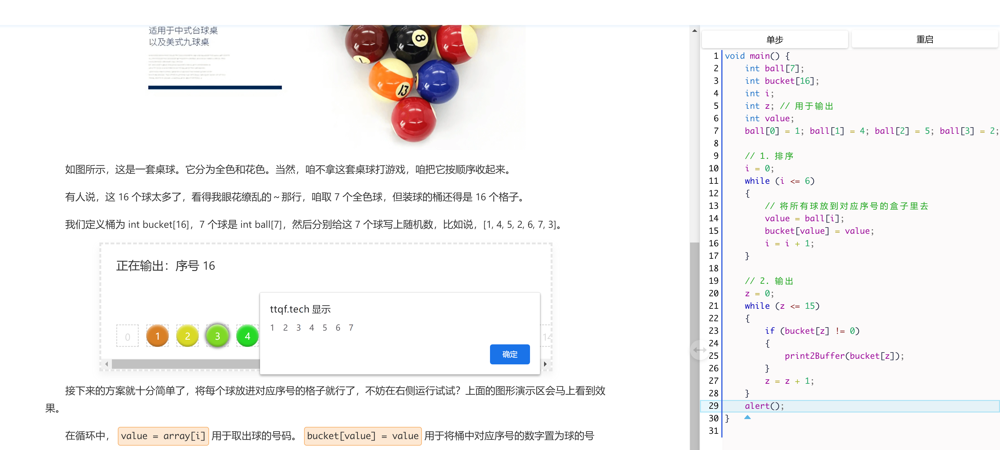 适用于中式台球桌
以及美式九球桌
8
13
如图所示，这是一套桌球。它分为全色和花色。当然，咱不拿这套桌球打游戏，咱把它按顺序收起来。
有人说，这 16 个球太多了，看得我眼花缭乱的～那行，咱取 7 个全色球，但装球的桶还得是 16 个格子。
我们定义桶为 int bucket[16]，7 个球是 int ball[7]，然后分别给这 7 个球写上随机数，比如说，[1, 4, 5, 2, 6, 7, 3]。
正在输出：序号 16
0 1 2 3 4 14
ttqf.tech 显示
1 2 3 4 5 6 7
确定
接下来的方案就十分简单了，将每个球放进对应序号的格子就行了，不妨在右侧运行试试？上面的图形演示区会马上看到效
果。
在循环中， value = array[i] 用于取出球的号码。 bucket[value] = value 用于将桶中对应序号的数字置为球的号
单步 重启
1 void main() {
2 int ball[7];
3 int bucket[16];
4 int i;
5 int z; // 用于输出
6 int value;
7 ball[0] = 1; ball[1] = 4; ball[2] = 5; ball[3] = 2;
8
9 // 1. 排序
10 i = 0;
11 while (i <= 6)
12 {
13 // 将所有球放到对应序号的盒子里去
14 value = ball[i];
15 bucket[value] = value;
16 i = i + 1;
17 }
18
19 // 2. 输出
20 z = 0;
21 while (z <= 15)
22 {
23 if (bucket[z] != 0)
24 {
25 print2Buffer(bucket[z]);
26 }
27 z = z + 1;
28 }
29 alert();
30 }
31